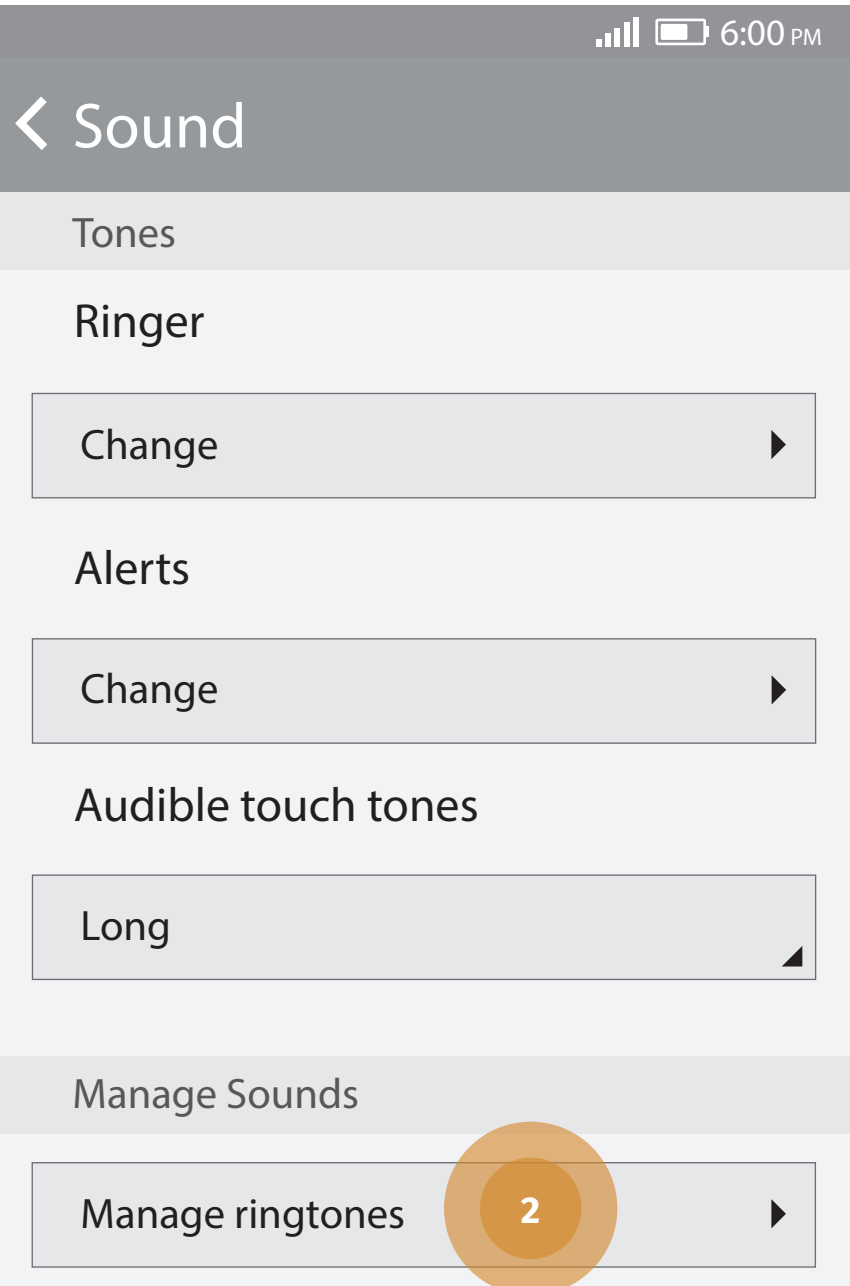 6:00 PM
Sound
Tones
Ringer
Change
Alerts
Change
Audible touch tones
Long
Manage Sounds
Manage ringtones 2